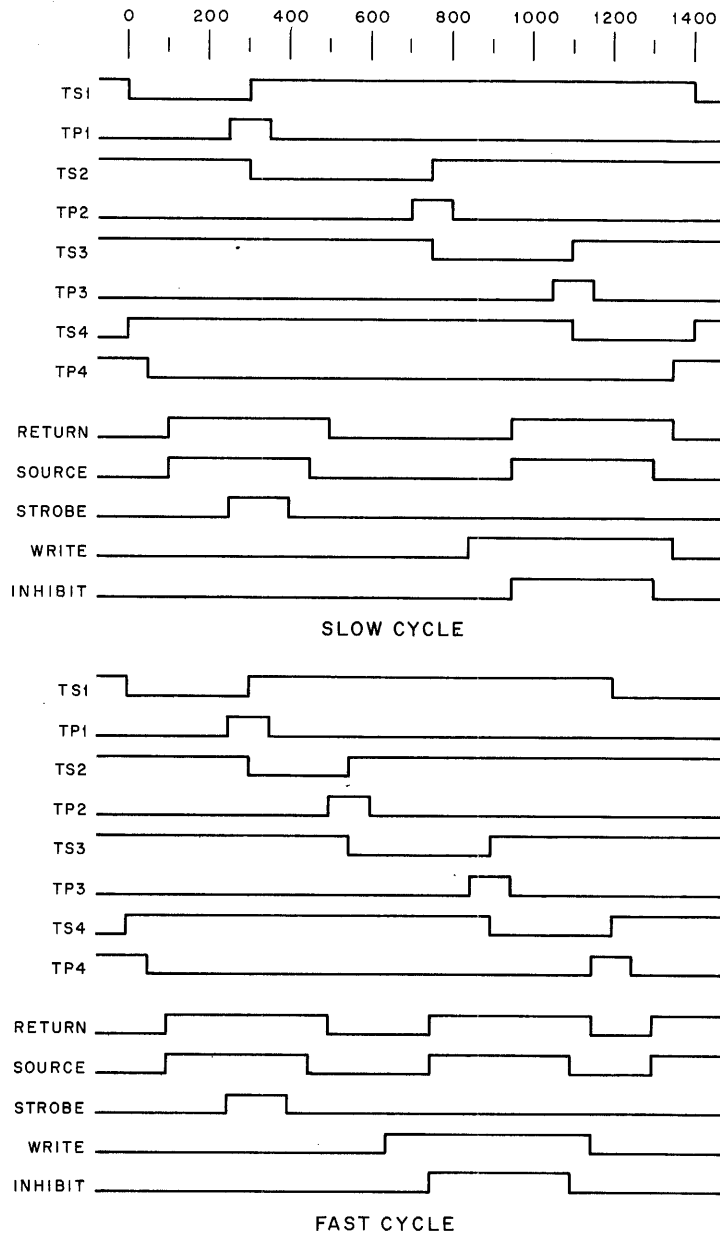 0 200 400 600 800 1000 1200 1400
TS1
TP1
TS2
TP2
TS3
TP3
TS4
TP4
RETURN
SOURCE
STROBE
WRITE
INHIBIT
SLOW CYCLE
TS1
TP1
TS2
TP2
TS3
TP3
TS4
TP4
RETURN
SOURCE
STROBE
WRITE
INHIBIT
FAST CYCLE